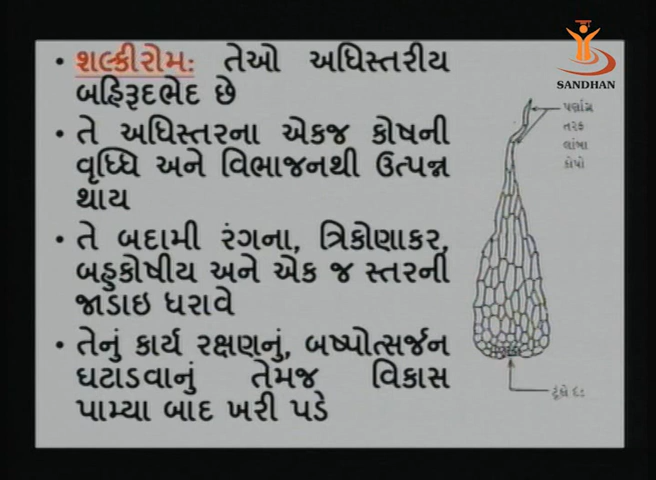 • શલ્કીરોમ: તેઓ અધિસ્તરીય
બહિરૂદભેદ છે
• તે અધિસ્તરના એકજ કોષની
વૃધ્ધિ અને વિભાજનથી ઉત્પન્ન
થાય
• તે બદામી રંગના, ત્રિકોણાકર,
બહુકોષીય અને એક જ સ્તરની
જાડાઇ ધરાવે
• તેનું કાર્ય રક્ષણનું, બષ્પોત્સર્જન
ઘટાડવાનું તેમજ વિકાસ
પામ્યા બાદ ખરી પડે
SANDHAN
પર્ણાગ્ર
તરફ
લાંબા
કોષો
ટૂંકો દંડ